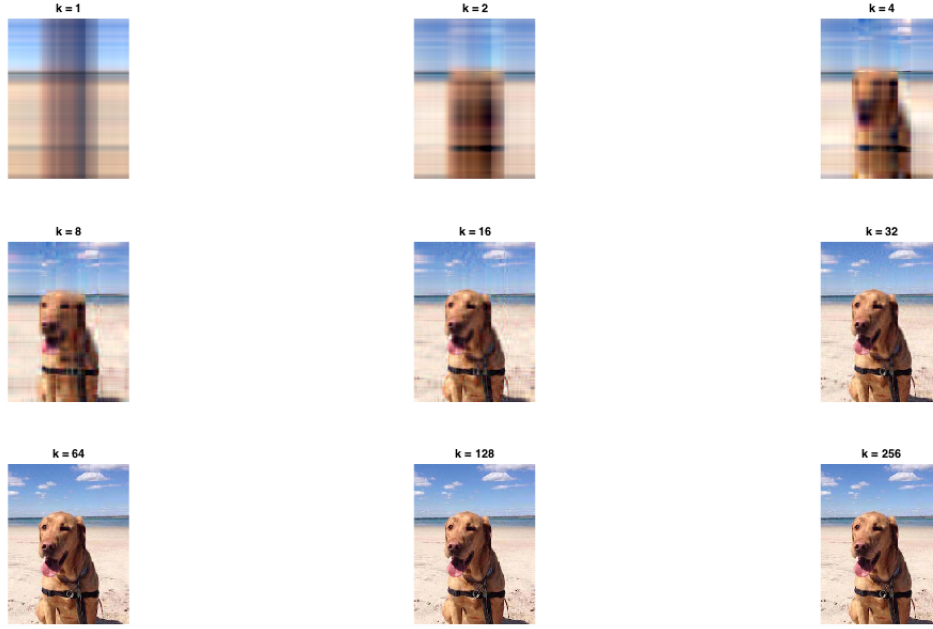 k = 1
k = 2
k = 4
k = 8
k = 16
k = 32
k = 64
k = 128
k = 256